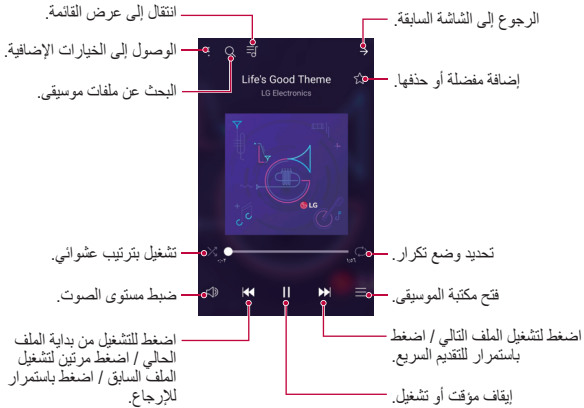 انتقال إلى عرض القائمة.
الرجوع إلى الشاشة السابقة.
الوصول إلى الخيارات الإضافية.
إضافة مفضلة أو حذفها.
البحث عن ملفات موسيقى.
Life's Good Theme
LG Electronics
LG
تشغيل بترتيب عشوائي.
تحديد وضع تكرار.
ضبط مستوى الصوت.
فتح مكتبة الموسيقى.
اضغط لتشغيل الملف التالي / اضغط
باستمرار للتقديم السريع.
اضغط للتشغيل من بداية الملف
الحالي / اضغط مرتين لتشغيل
الملف السابق / اضغط باستمرار
للإرجاع.
إيقاف مؤقت أو تشغيل.